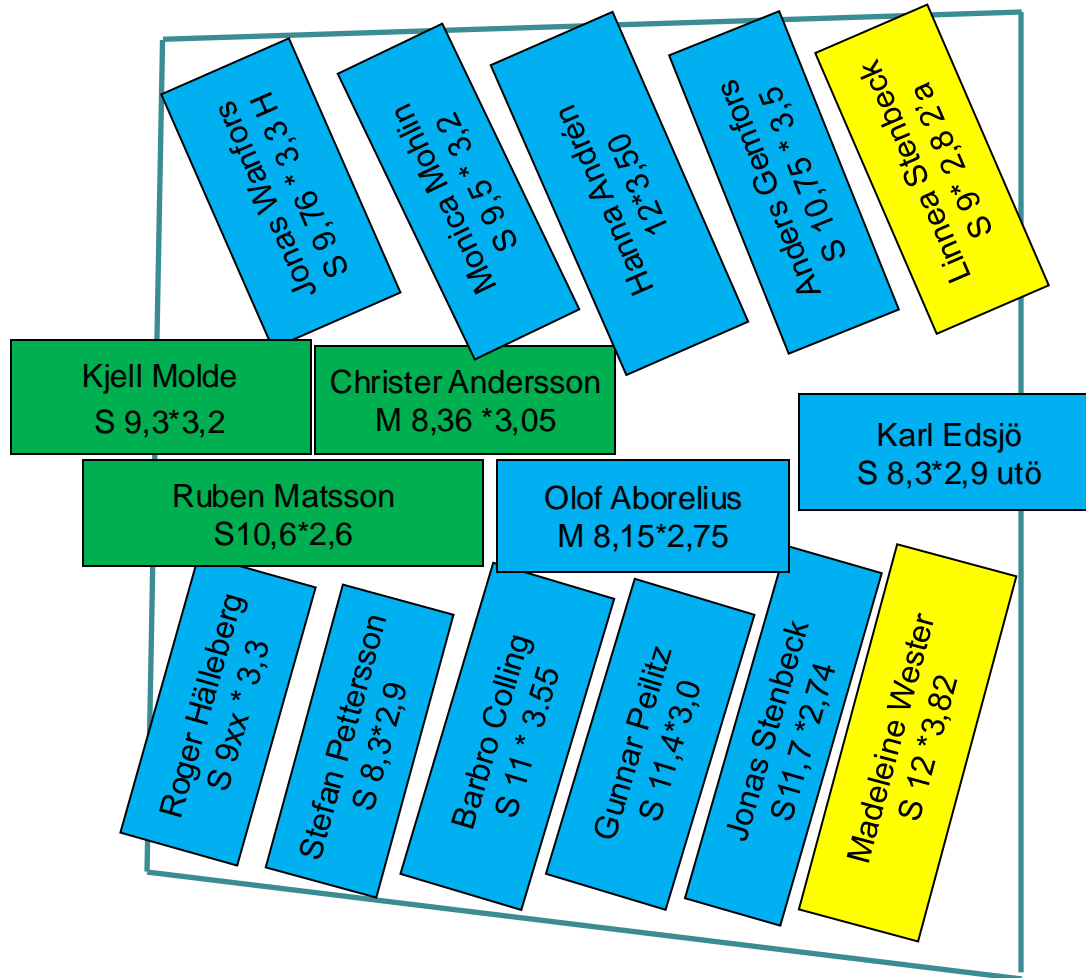 Jonas Wanfors
S 9,76 * 3,3 H
Monica Mohlin
S 9,5 * 3,2
Hanna Andrén
12*3,50
Anders Gemfors
S 10,75 * 3,5
Linnea Stenbeck
S 9* 2,8 2'a
Kjell Molde
S 9,3*3,2
Christer Andersson
M 8,36 *3,05
Karl Edsjö
S 8,3*2,9 utö
Ruben Matsson
S10,6*2,6
Olof Aborelius
M 8,15*2,75
Roger Hälleberg
S 9xx * 3,3
Stefan Pettersson
S 8,3*2,9
Barbro Colling
S 11 * 3.55
Gunnar Peilitz
S 11,4*3,0
Jonas Stenbeck
S11,7 *2,74
Madeleine Wester
S 12 *3,82